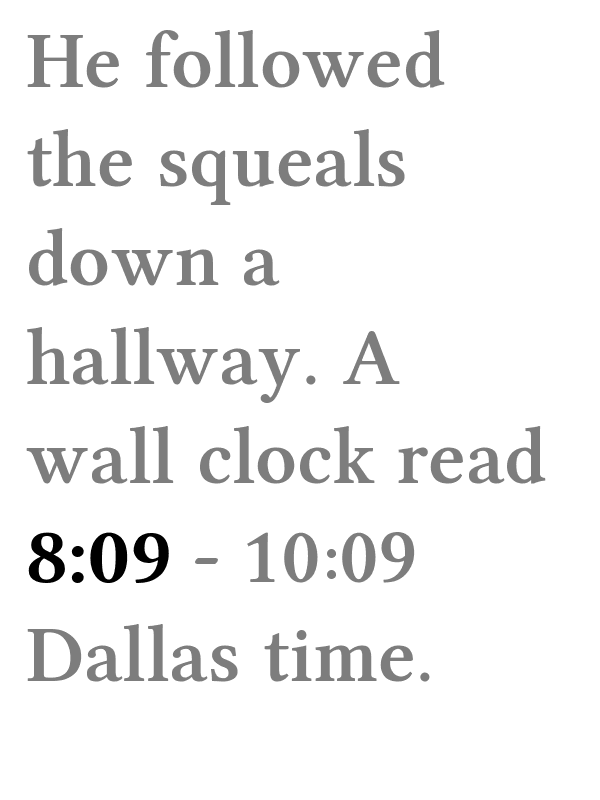 He followed
the squeals
down a
hallway. A
wall clock read
8:09 - 10:09
Dallas time.